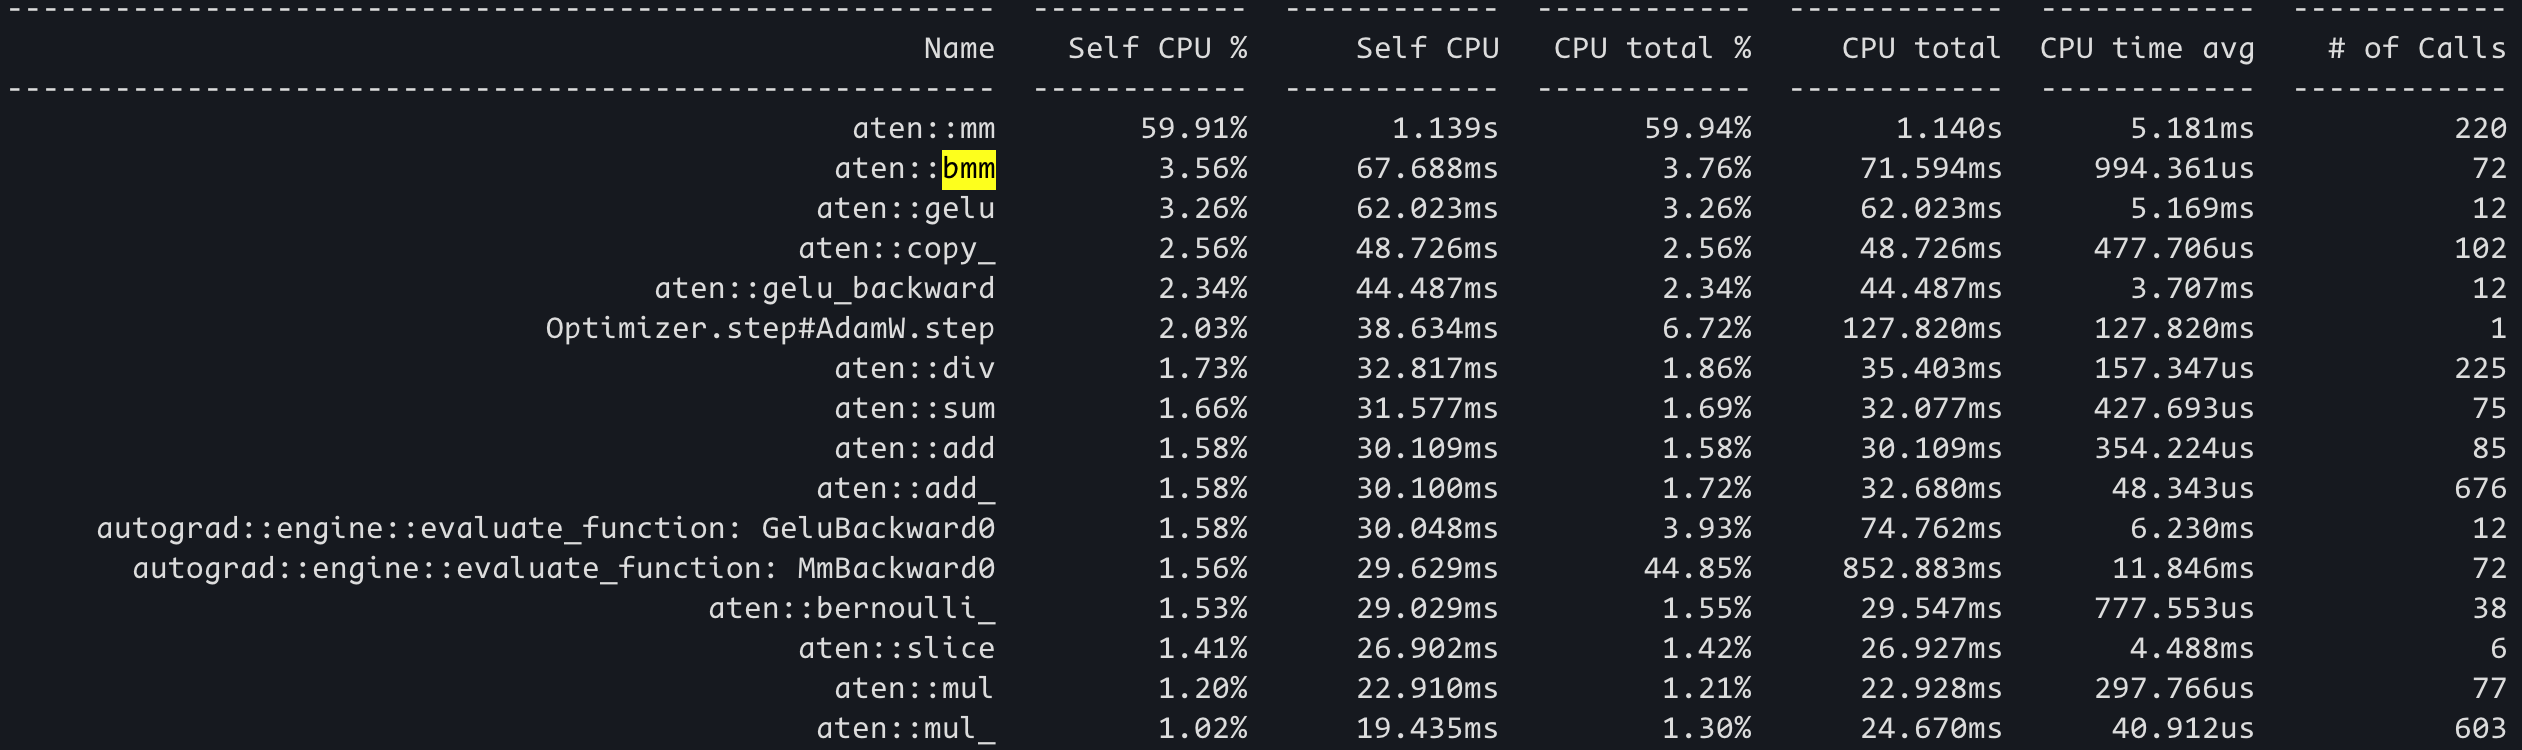 ------------------------------------------------------- ------------ ------------ ------------ ------------ ------------ ------------
Name Self CPU % Self CPU CPU total % CPU total CPU time avg # of Calls
------------------------------------------------------- ------------ ------------ ------------ ------------ ------------ ------------
aten::mm 59.91% 1.139s 59.94% 1.140s 5.181ms 220
aten::bmm 3.56% 67.688ms 3.76% 71.594ms 994.361us 72
aten::gelu 3.26% 62.023ms 3.26% 62.023ms 5.169ms 12
aten::copy_ 2.56% 48.726ms 2.56% 48.726ms 477.706us 102
aten::gelu_backward 2.34% 44.487ms 2.34% 44.487ms 3.707ms 12
Optimizer.step#AdamW.step 2.03% 38.634ms 6.72% 127.820ms 127.820ms 1
aten::div 1.73% 32.817ms 1.86% 35.403ms 157.347us 225
aten::sum 1.66% 31.577ms 1.69% 32.077ms 427.693us 75
aten::add 1.58% 30.109ms 1.58% 30.109ms 354.224us 85
aten::add_ 1.58% 30.100ms 1.72% 32.680ms 48.343us 676
autograd::engine::evaluate_function: GeluBackward0 1.58% 30.048ms 3.93% 74.762ms 6.230ms 12
autograd::engine::evaluate_function: MmBackward0 1.56% 29.629ms 44.85% 852.883ms 11.846ms 72
aten::bernoulli_ 1.53% 29.029ms 1.55% 29.547ms 777.553us 38
aten::slice 1.41% 26.902ms 1.42% 26.927ms 4.488ms 6
aten::mul 1.20% 22.910ms 1.21% 22.928ms 297.766us 77
aten::mul_ 1.02% 19.435ms 1.30% 24.670ms 40.912us 603